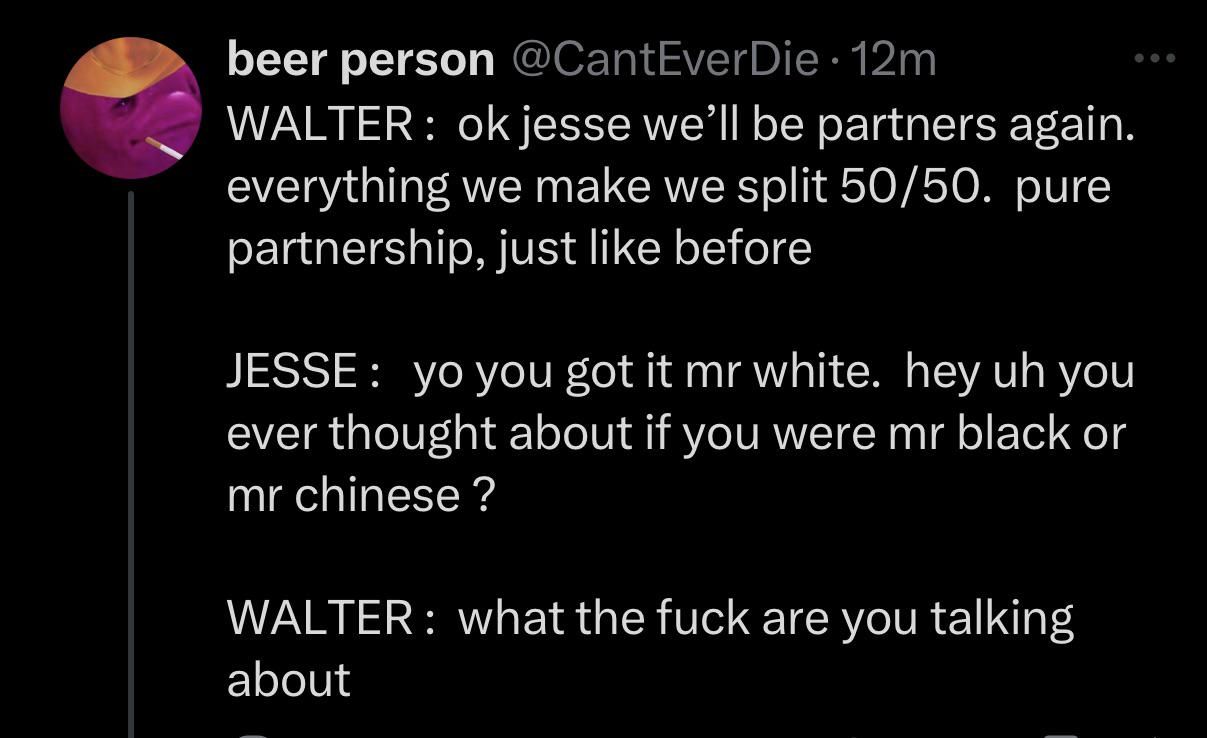 beer person @CantEverDie · 12m
WALTER :  ok jesse we’ll be partners again.
everything we make we split 50/50.  pure
partnership, just like before
JESSE :   yo you got it mr white.  hey uh you
ever thought about if you were mr black or
mr chinese ?
WALTER :  what the fuck are you talking
about